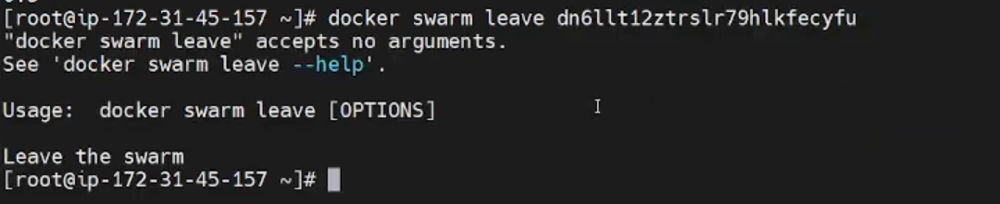 [root@ip-172-31-45-157 ~]# docker swarm leave dn6llt12ztrslr79hlkfecyfu
"docker swarm leave" accepts no arguments.
See 'docker swarm leave --help'.
Usage:  docker swarm leave [OPTIONS]
Leave the swarm
[root@ip-172-31-45-157 ~]#